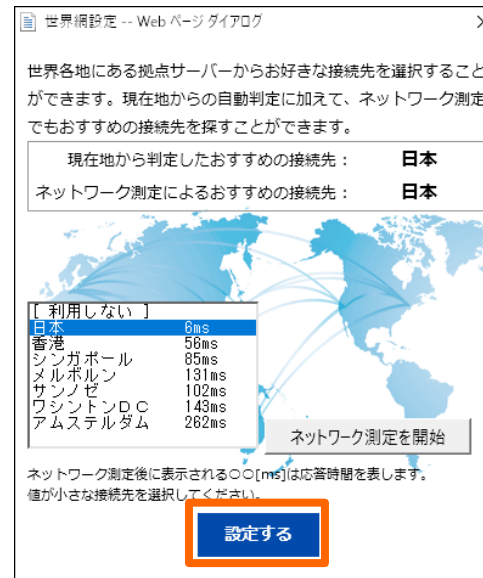 世界網設定 -- Web ページ ダイアログ
世界各地にある拠点サーバーからお好きな接続先を選択すること
ができます。現在地からの自動判定に加えて、ネットワーク測定
でもおすすめの接続先を探すことができます。
現在地から判定したおすすめの接続先： 日本
ネットワーク測定によるおすすめの接続先： 日本
[ 利用しない ]
日本 6ms
香港 56ms
シンガポール 85ms
メルボルン 131ms
サンノゼ 102ms
ワシントンＤＣ 143ms
アムステルダム 262ms
ネットワーク測定を開始
ネットワーク測定後に表示される○○[ms]は応答時間を表します。
値が小さな接続先を選択してください。
設定する